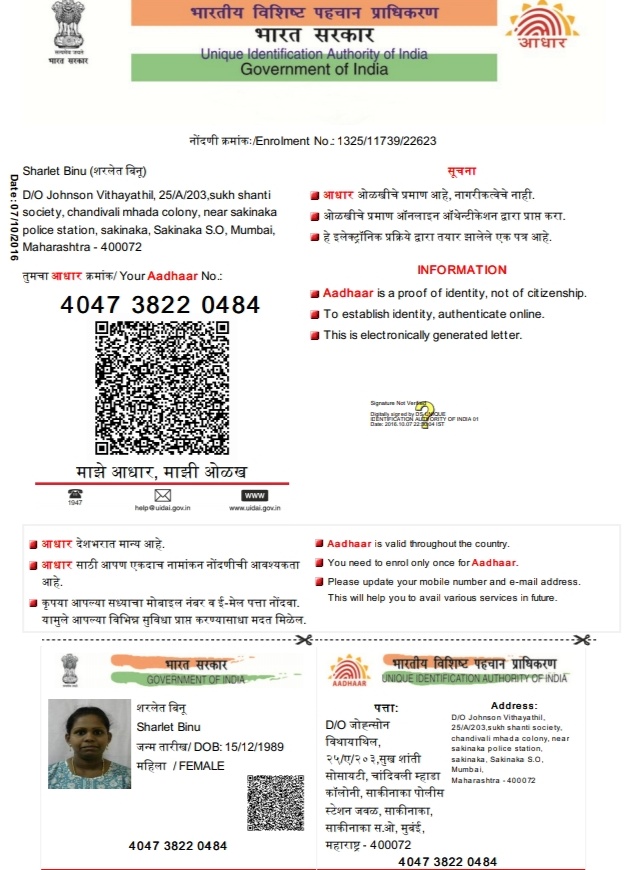 भारतीय विशिष्ट पहचान प्राधिकरण
भारत सरकार
Unique Identification Authority of India
Government of India
सत्यमेव जयते
भारत सरकार
आधार
नोंदणी क्रमांक:/Enrolment No.: 1325/11739/22623
Date: 07/10/2016
Sharlet Binu (शरलेत बिनू)
D/O Johnson Vithayathil, 25/A/203,sukh shanti
society, chandivali mhada colony, near sakinaka
police station, sakinaka, Sakinaka S.O, Mumbai,
Maharashtra - 400072
तुमचा आधार क्रमांक/ Your Aadhaar No.:
4047 3822 0484
माझे आधार, माझी ओळख
1947
help@uidai.gov.in
www
www.uidai.gov.in
सूचना
आधार ओळखीचे प्रमाण आहे, नागरीकत्वेचे नाही.
ओळखीचे प्रमाण ऑनलाइन ऑथेन्टीकेशन द्वारा प्राप्त करा.
हे इलेक्ट्रॉनिक प्रक्रिये द्वारा तयार झालेले एक पत्र आहे.
INFORMATION
Aadhaar is a proof of identity, not of citizenship.
To establish identity, authenticate online.
This is electronically generated letter.
Signature Not Verified
Digitally signed by DS UNIQUE
IDENTIFICATION AUTHORITY OF INDIA 01
Date: 2016.10.07 IST
आधार देशभरात मान्य आहे.
आधार साठी आपण एकदाच नामांकन नोंदणीची आवश्यकता
आहे.
कृपया आपल्या सध्याचा मोबाइल नंबर व ई-मेल पत्ता नोंदवा.
यामुले आपल्या विभिन्न सुविधा प्राप्त करण्यासाधा मदत मिळेल.
Aadhaar is valid throughout the country.
You need to enrol only once for Aadhaar.
Please update your mobile number and e-mail address.
This will help you to avail various services in future.
भारत सरकार
GOVERNMENT OF INDIA
शरलेत बिनू
Sharlet Binu
जन्म तारीख/ DOB: 15/12/1989
महिला / FEMALE
4047 3822 0484
AADHAAR
भारतीय विशिष्ट पहचान प्राधिकरण
UNIQUE IDENTIFICATION AUTHORITY OF INDIA
पत्ता:
D/O जोह्न्सोन
विथायाथिल,
२५/ए/२०३,सुख शांती
सोसायटी, चांदिवली म्हाडा
कॉलोनी, साकीनाका पोलीस
स्टेशन जवळ, साकीनाका,
साकीनाका स.ओ, मुंबई,
महाराष्ट्र - 400072
Address:
D/O Johnson Vithayathil,
25/A/203,sukh shanti society,
chandivali mhada colony, near
sakinaka police station,
sakinaka, Sakinaka S.O,
Mumbai,
Maharashtra - 400072
4047 3822 0484